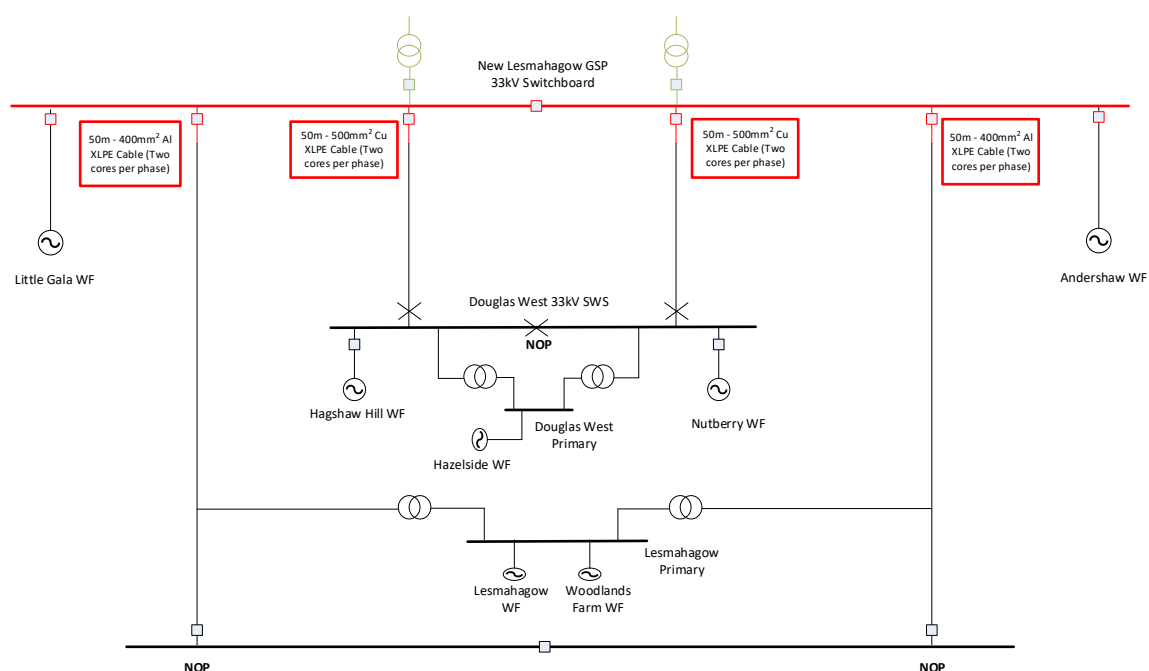 New Lesmahagow GSP
33kV Switchboard
50m - 400mm² Al
XLPE Cable (Two
cores per phase)
50m - 500mm² Cu
XLPE Cable (Two
cores per phase)
50m - 500mm² Cu
XLPE Cable (Two
cores per phase)
50m - 400mm² Al
XLPE Cable (Two
cores per phase)
Little Gala WF
Andershaw WF
Douglas West 33kV SWS
NOP
Hagshaw Hill WF
Nutberry WF
Douglas West
Primary
Hazelside WF
Lesmahagow
Primary
Lesmahagow
WF
Woodlands
Farm WF
NOP
NOP